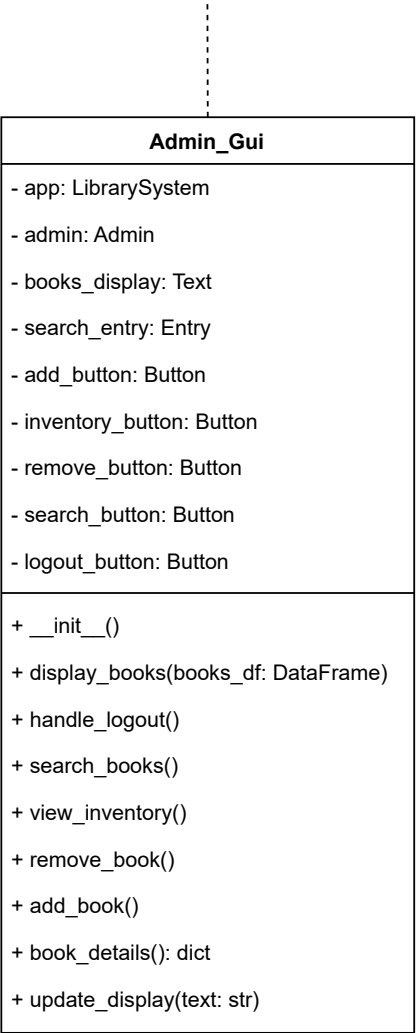 Admin_Gui
- app: LibrarySystem
- admin: Admin
- books_display: Text
- search_entry: Entry
- add_button: Button
- inventory_button: Button
- remove_button: Button
- search_button: Button
- logout_button: Button
+ __init__()
+ display_books(books_df: DataFrame)
+ handle_logout()
+ search_books()
+ view_inventory()
+ remove_book()
+ add_book()
+ book_details(): dict
+ update_display(text: str)